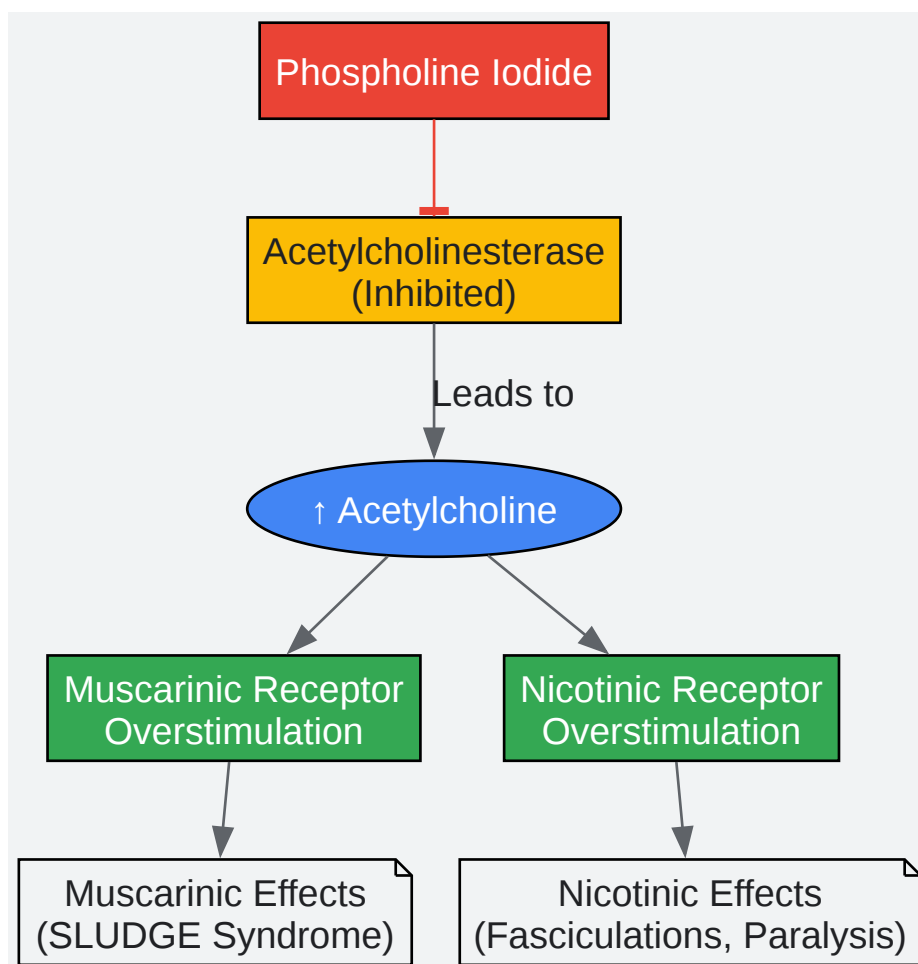 Phospholine Iodide
Acetylcholinesterase
(Inhibited)
Leads to
↑ Acetylcholine
Muscarinic Receptor
Overstimulation
Nicotinic Receptor
Overstimulation
Muscarinic Effects
(SLUDGE Syndrome)
Nicotinic Effects
(Fasciculations, Paralysis)